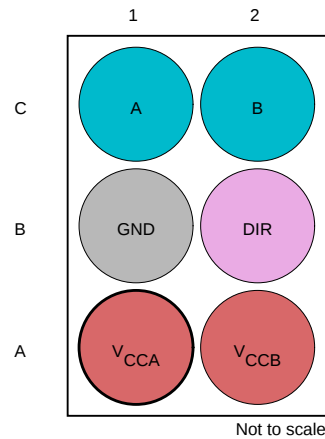 1 2
C A B
B GND DIR
A VCCA VCCB
Not to scale